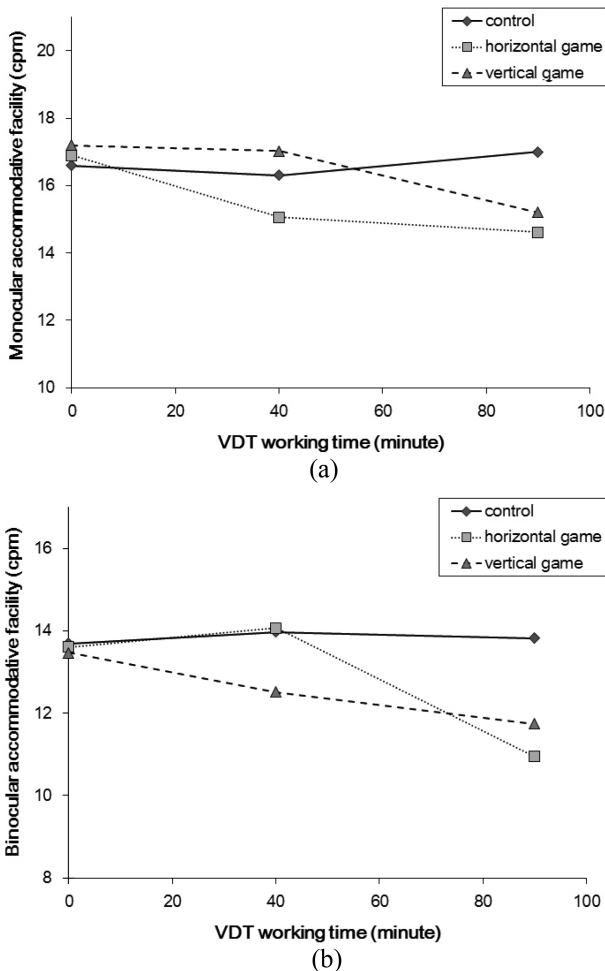 control
horizontal game
vertical game
Monocular accommodative facility (cpm)
20
18
16
14
12
10
0
20
40
60
80
100
VDT working time (minute)
(a)
control
horizontal game
vertical game
Binocular accommodative facility (cpm)
16
14
12
10
8
0
20
40
60
80
100
VDT working time (minute)
(b)